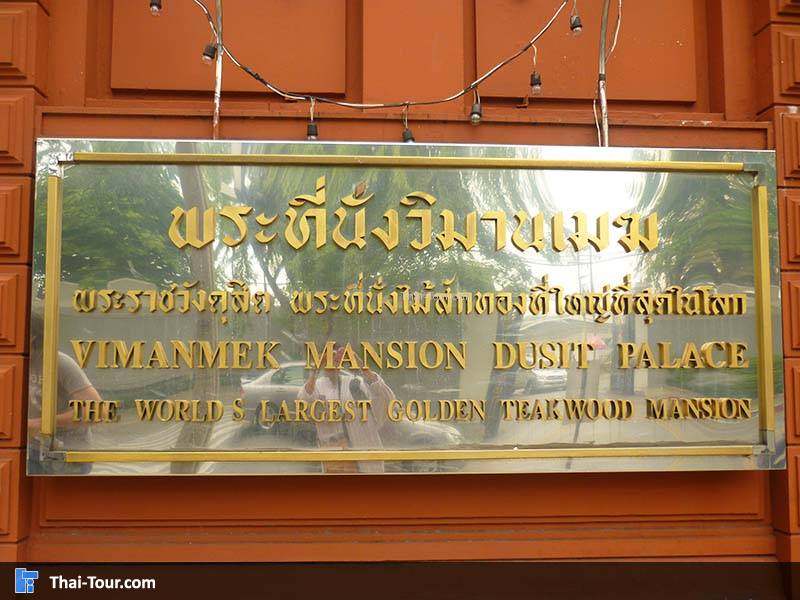 พระที่นั่งวิมานเมฆ
พระราชวังดุสิต พระที่นั่งไม้สักทองที่ใหญ่ที่สุดในโลก
VIMANMEK MANSION DUSIT PALACE
THE WORLD S LARGEST GOLDEN TEAKWOOD MANSION
Thai-Tour.com